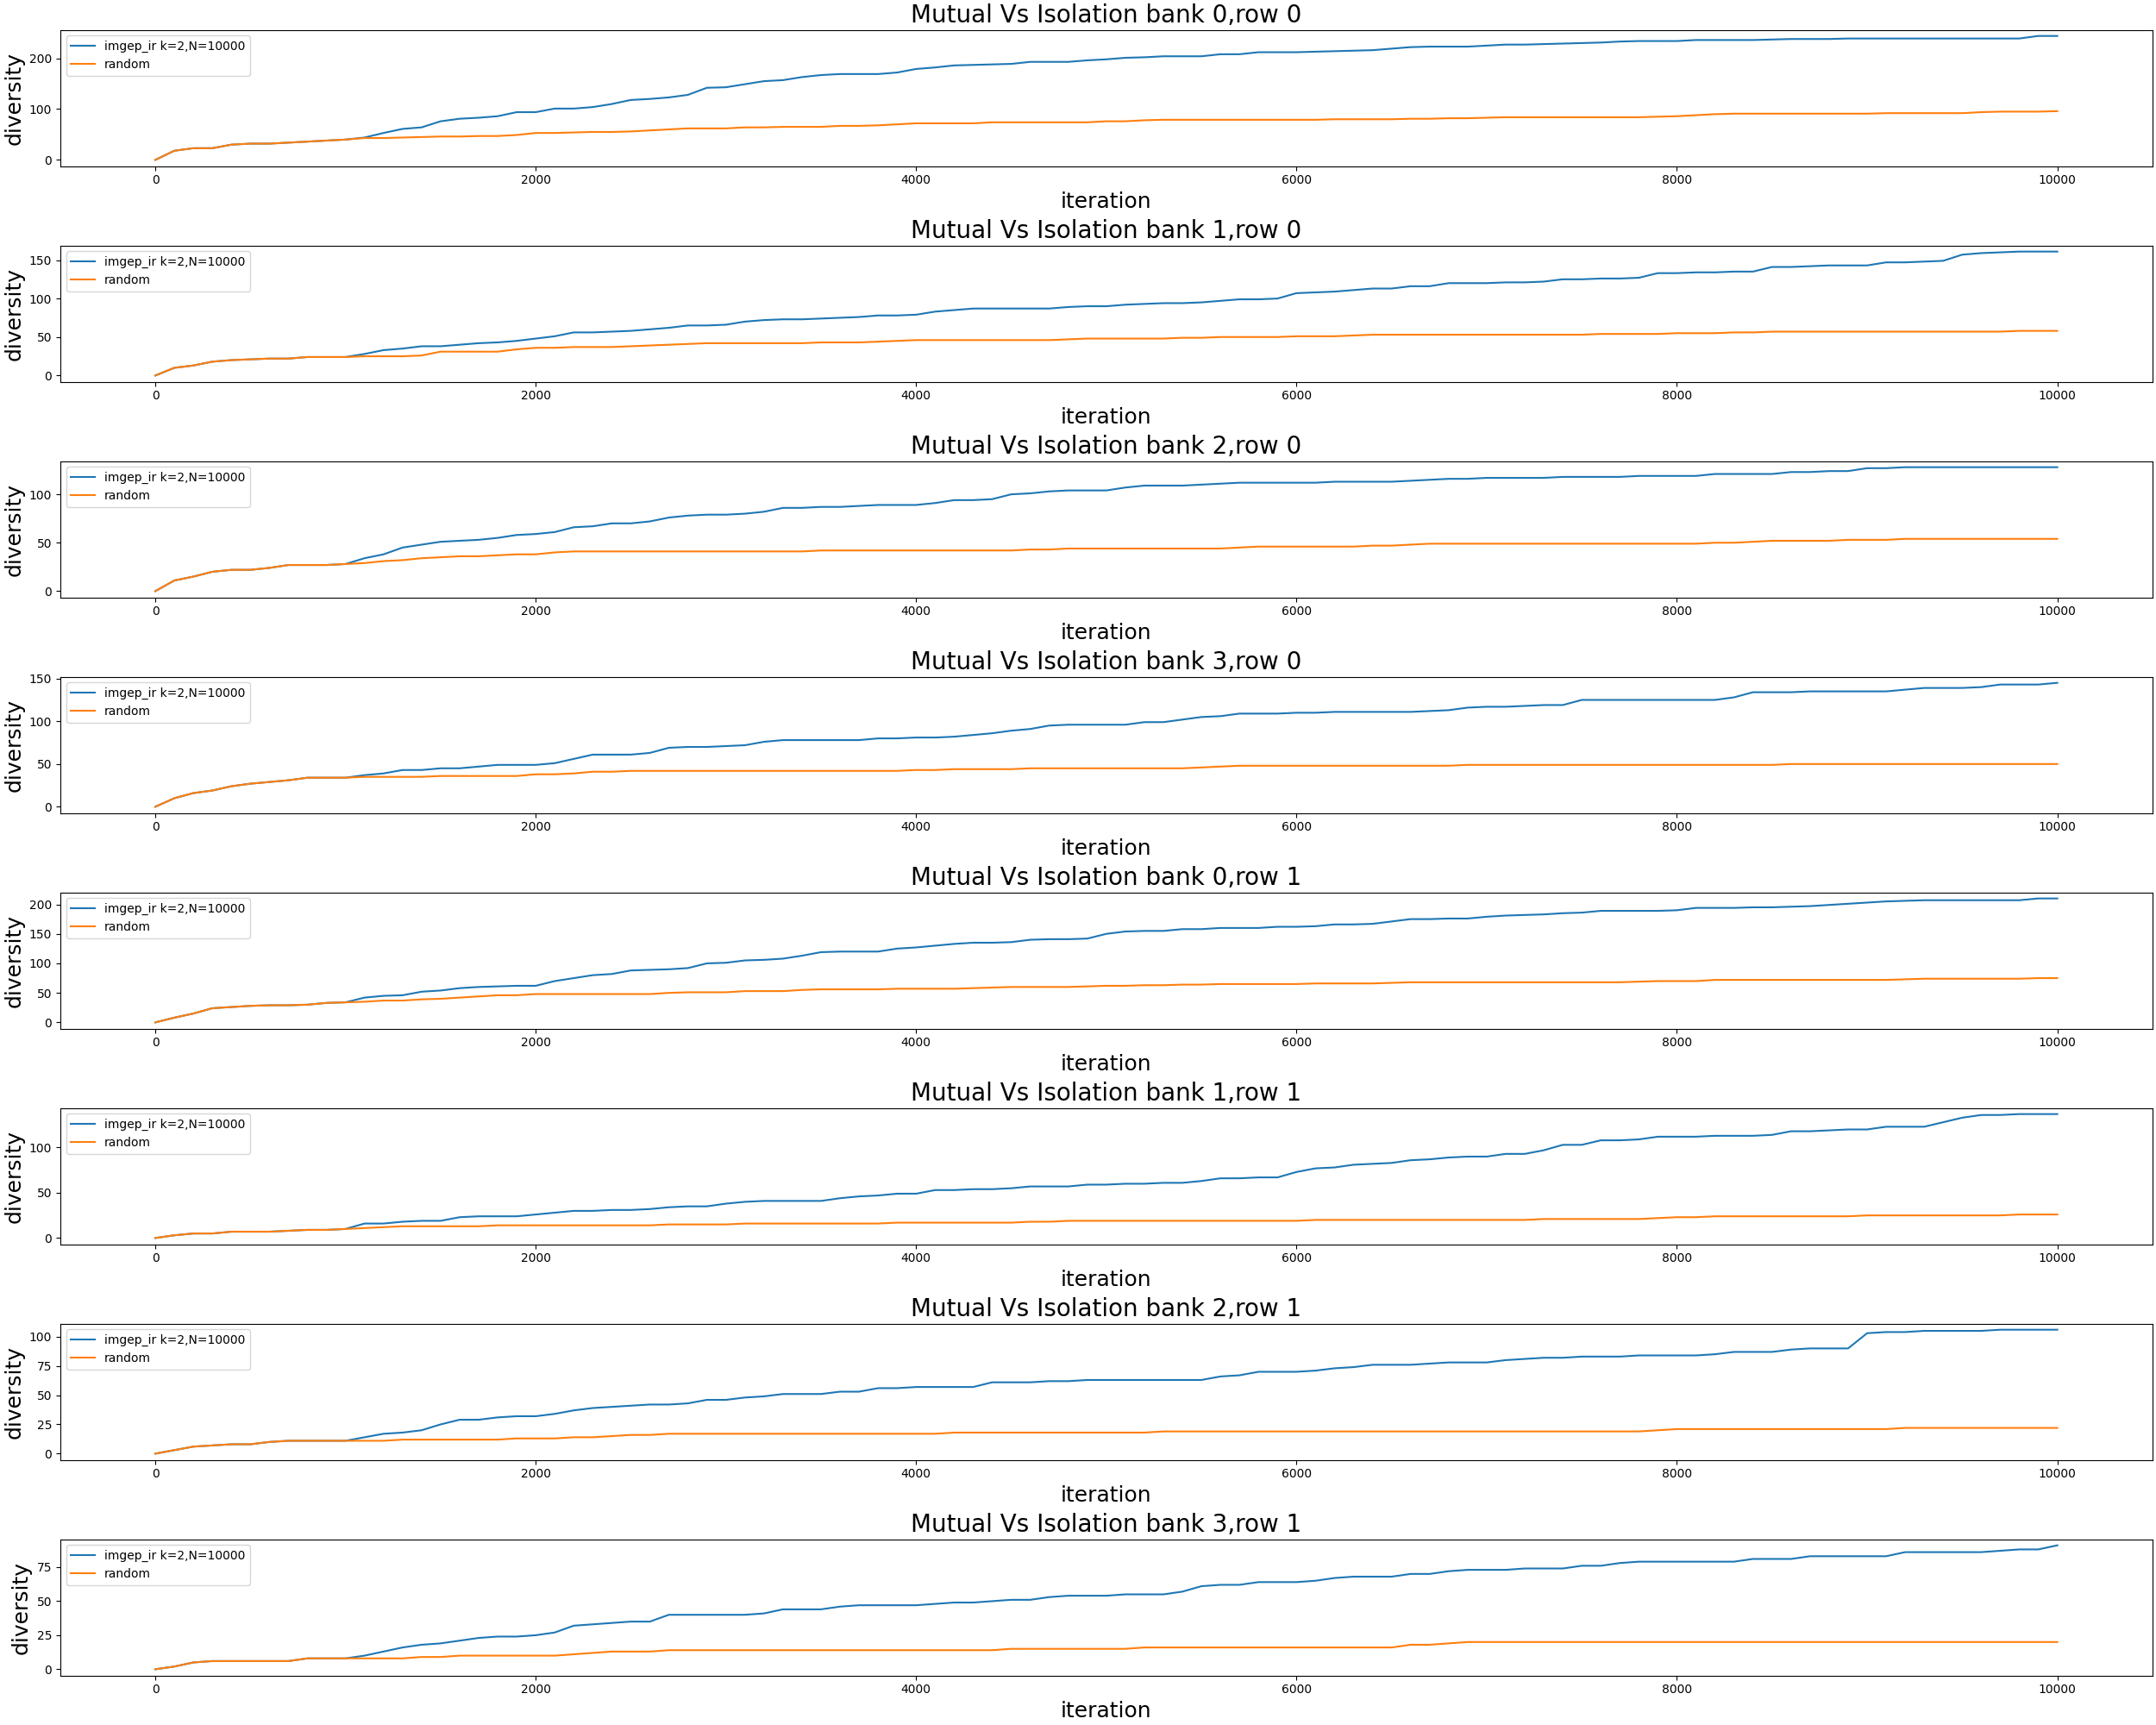 Mutual Vs Isolation bank 0,row 0
imgep_ir k=2,N=10000
random
diversity
200
100
0
0 2000 4000 6000 8000 10000
iteration
Mutual Vs Isolation bank 1,row 0
imgep_ir k=2,N=10000
random
diversity
150
100
50
0
0 2000 4000 6000 8000 10000
iteration
Mutual Vs Isolation bank 2,row 0
imgep_ir k=2,N=10000
random
diversity
100
50
0
0 2000 4000 6000 8000 10000
iteration
Mutual Vs Isolation bank 3,row 0
imgep_ir k=2,N=10000
random
diversity
150
100
50
0
0 2000 4000 6000 8000 10000
iteration
Mutual Vs Isolation bank 0,row 1
imgep_ir k=2,N=10000
random
diversity
200
150
100
50
0
0 2000 4000 6000 8000 10000
iteration
Mutual Vs Isolation bank 1,row 1
imgep_ir k=2,N=10000
random
diversity
100
50
0
0 2000 4000 6000 8000 10000
iteration
Mutual Vs Isolation bank 2,row 1
imgep_ir k=2,N=10000
random
diversity
100
75
50
25
0
0 2000 4000 6000 8000 10000
iteration
Mutual Vs Isolation bank 3,row 1
imgep_ir k=2,N=10000
random
diversity
75
50
25
0
0 2000 4000 6000 8000 10000
iteration